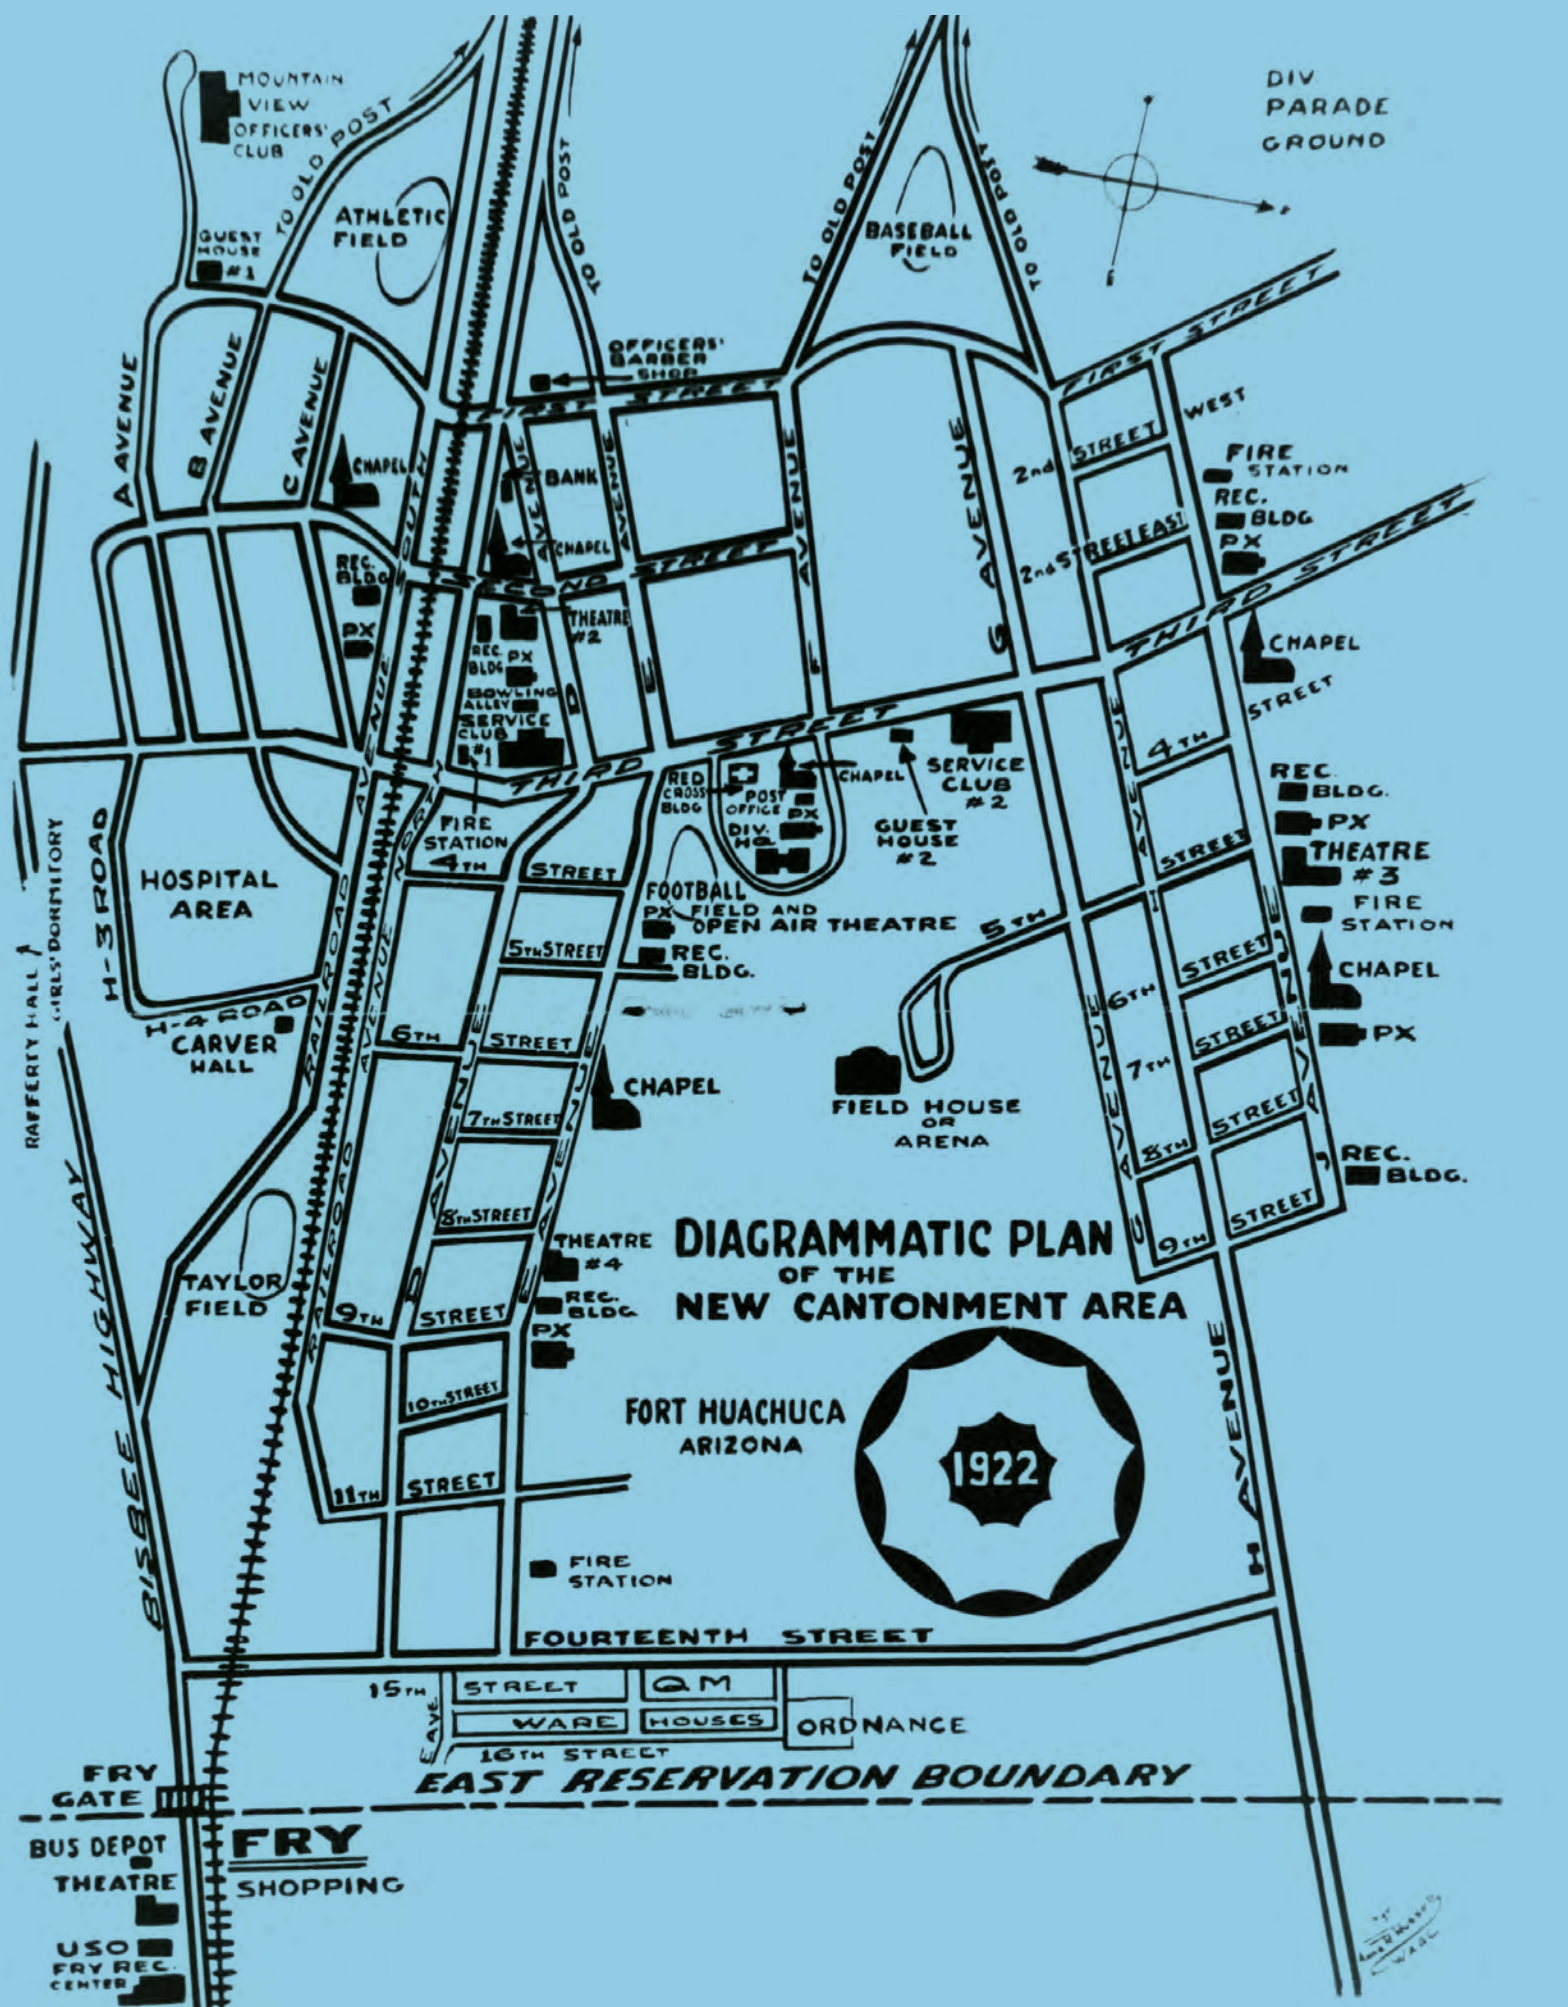 MOUNTAIN
VIEW
OFFICERS'
CLUB
TO OLD POST
DIV.
PARADE
GROUND
GUEST
HOUSE
#1
ATHLETIC
FIELD
TO OLD POST
TO OLD POST
BASEBALL
FIELD
TO OLD POST
A AVENUE
B AVENUE
C AVENUE
OFFICERS'
BARBER
SHOP
FIRST STREET
FIRST STREET
WEST
2nd STREET
2nd STREET EAST
FIRE
STATION
REC.
BLDG
PX
CHAPEL
BANK
CHAPEL
SECOND STREET
REC.
BLDG
PX
THEATRE
#2
REC.
BLDG
PX
BOWLING
ALLEY
SERVICE
CLUB
#1
D AVENUE
E AVENUE
F AVENUE
G AVENUE
SOUTH
RAILROAD AVENUE
NORTH
THIRD STREET
THIRD STREET
CHAPEL
STREET
4TH
RED
CROSS
BLDG
POST
OFFICE
CHAPEL
PX
DIV.
HQ
GUEST
HOUSE
#2
SERVICE
CLUB
#2
REC.
BLDG.
PX
THEATRE
#3
FIRE
STATION
CHAPEL
PX
FIRE
STATION
4TH STREET
HOSPITAL
AREA
H-3 ROAD
H-4 ROAD
CARVER
HALL
RAFFERTY HALL
GIRLS' DORMITORY
FOOTBALL
FIELD AND
OPEN AIR THEATRE
PX
REC.
BLDG.
5TH STREET
5TH STREET
6TH STREET
6TH STREET
7TH STREET
7TH STREET
8TH STREET
8TH STREET
9TH STREET
9TH STREET
I AVENUE
J AVENUE
G AVENUE
REC.
BLDG.
CHAPEL
FIELD HOUSE
OR
ARENA
RAILROAD AVENUE NORTH
RAILROAD
D AVENUE
E AVENUE
THEATRE
#4
REC.
BLDG
PX
TAYLOR
FIELD
BISBEE HIGHWAY
10TH STREET
11TH STREET
DIAGRAMMATIC PLAN
OF THE
NEW CANTONMENT AREA
FORT HUACHUCA
ARIZONA
1922
H AVENUE
FIRE
STATION
FOURTEENTH STREET
15TH STREET
QM
WARE HOUSES
ORDNANCE
E AVE.
16TH STREET
EAST RESERVATION BOUNDARY
FRY
GATE
BUS DEPOT
THEATRE
USO
FRY REC.
CENTER
FRY
SHOPPING